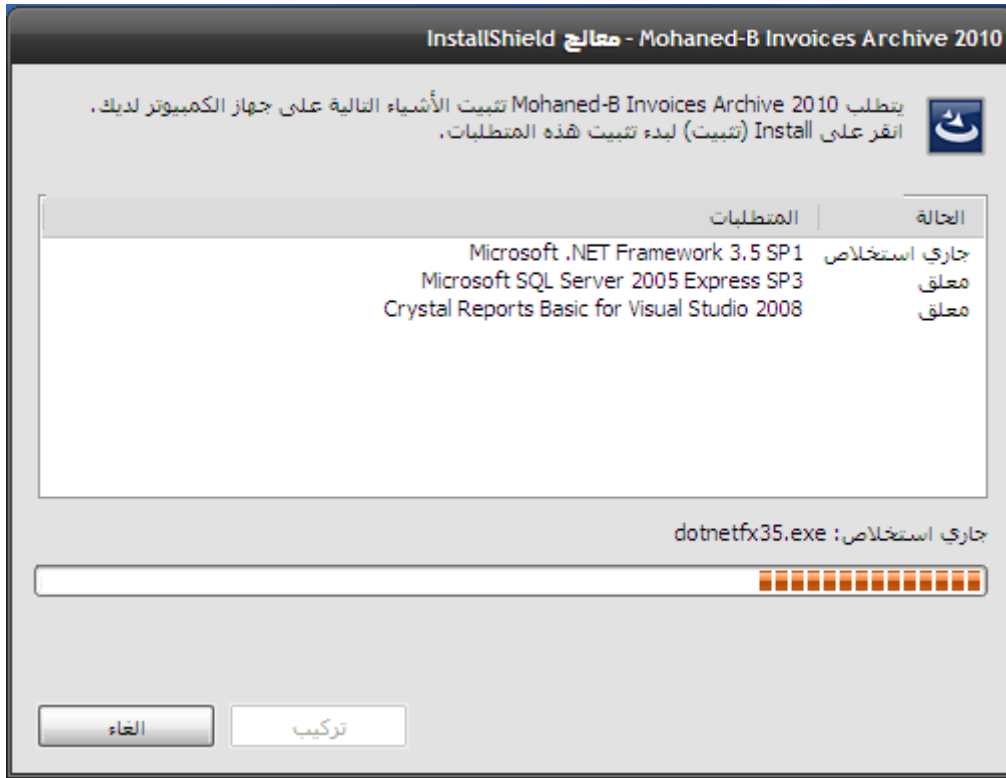 Mohaned-B Invoices Archive 2010 - معالج InstallShield
يتطلب Mohaned-B Invoices Archive 2010 تثبيت الأشياء التالية على جهاز الكمبيوتر لديك.
انقر على Install (تثبيت) لبدء تثبيت هذه المتطلبات.
الحالة المتطلبات
جاري استخلاص Microsoft .NET Framework 3.5 SP1
معلق Microsoft SQL Server 2005 Express SP3
معلق Crystal Reports Basic for Visual Studio 2008
جاري استخلاص: dotnetfx35.exe
تركيب الغاء